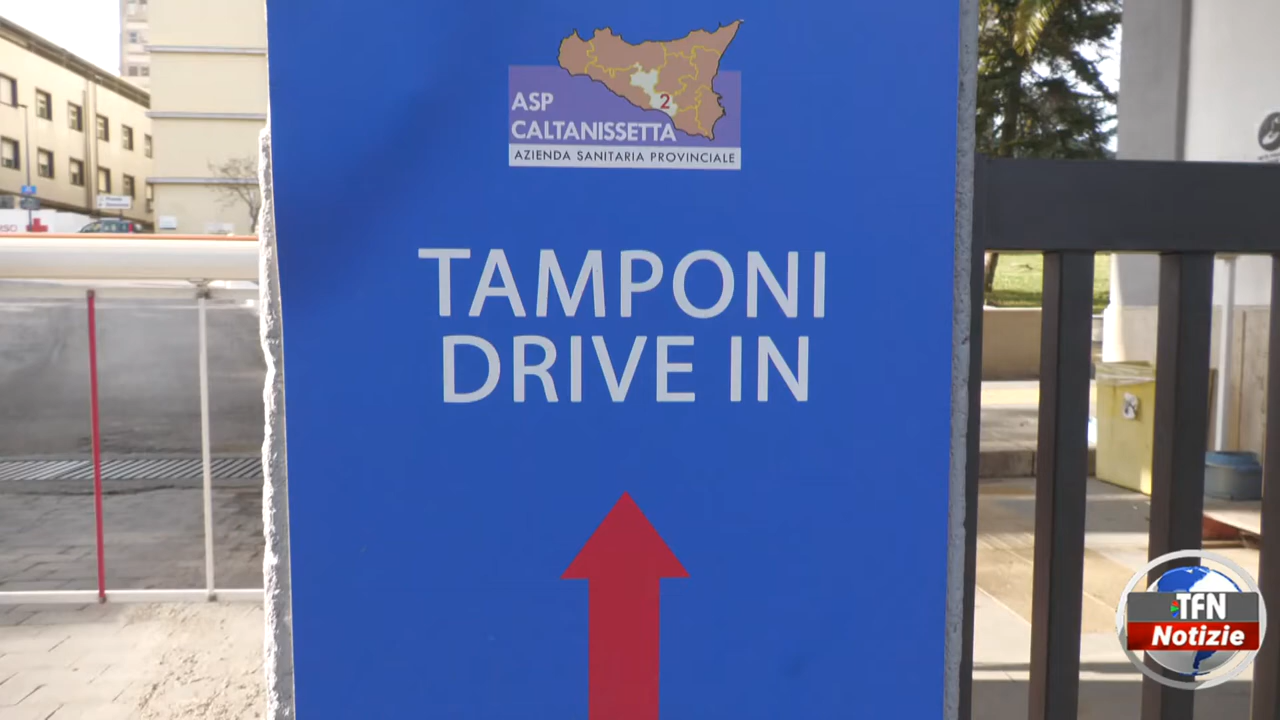 2
ASP
CALTANISSETTA
AZIENDA SANITARIA PROVINCIALE
TAMPONI
DRIVE IN
TFN
Notizie